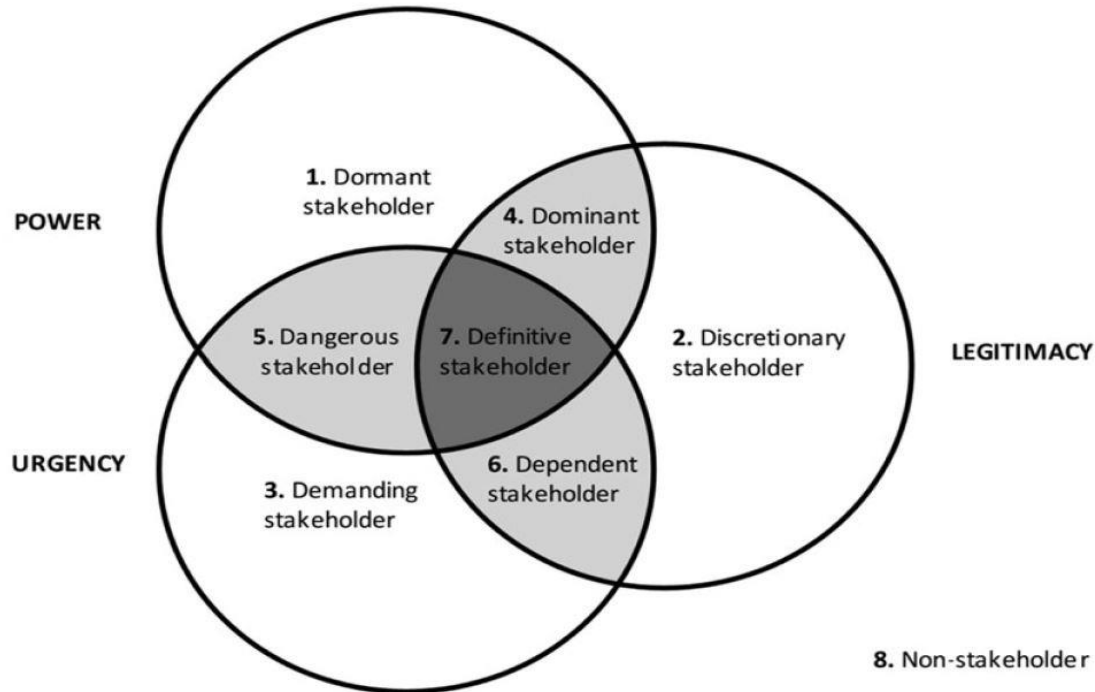 1. Dormant
stakeholder
POWER
4. Dominant
stakeholder
5. Dangerous
stakeholder
7. Definitive
stakeholder
2. Discretionary
stakeholder
LEGITIMACY
URGENCY
6. Dependent
stakeholder
3. Demanding
stakeholder
8. Non-stakeholder